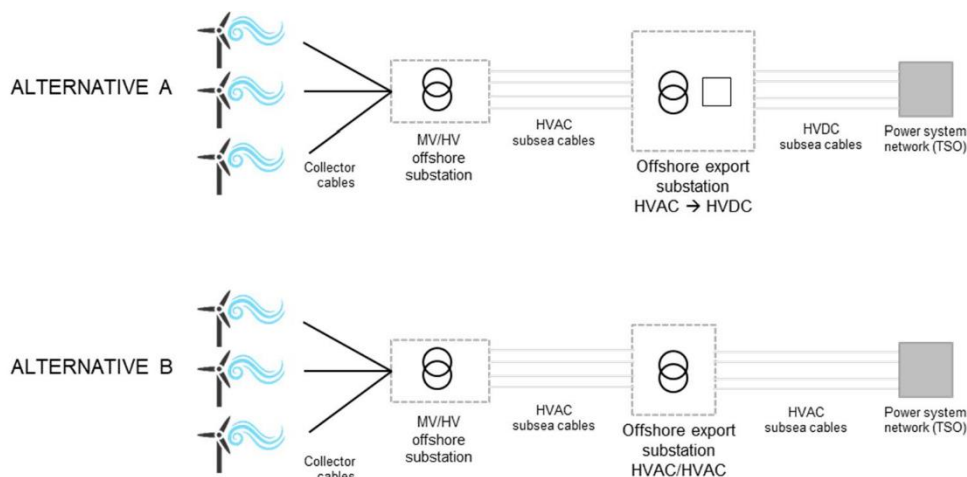 ALTERNATIVE A
Collector
cables
MV/HV
offshore
substation
HVAC
subsea cables
Offshore export
substation
HVAC → HVDC
HVDC
subsea cables
Power system
network (TSO)
ALTERNATIVE B
Collector
cables
MV/HV
offshore
substation
HVAC
subsea cables
Offshore export
substation
HVAC/HVAC
HVAC
subsea cables
Power system
network (TSO)